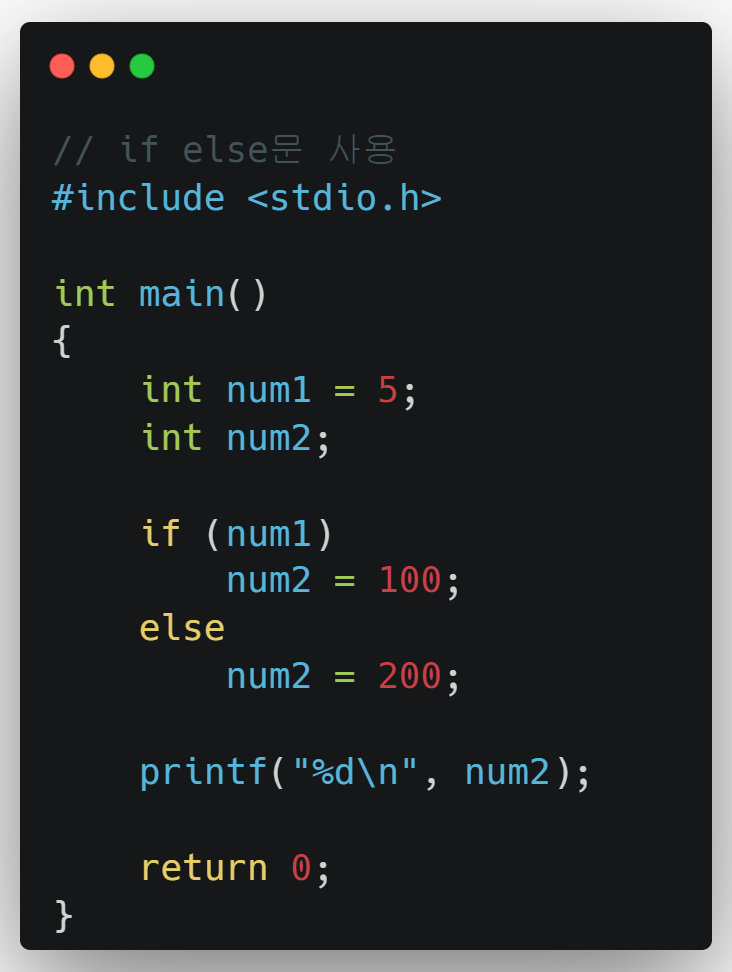 // if else문 사용
#include <stdio.h>

int main()
{
    int num1 = 5;
    int num2;

    if (num1)
        num2 = 100;
    else
        num2 = 200;

    printf("%d\n", num2);

    return 0;
}